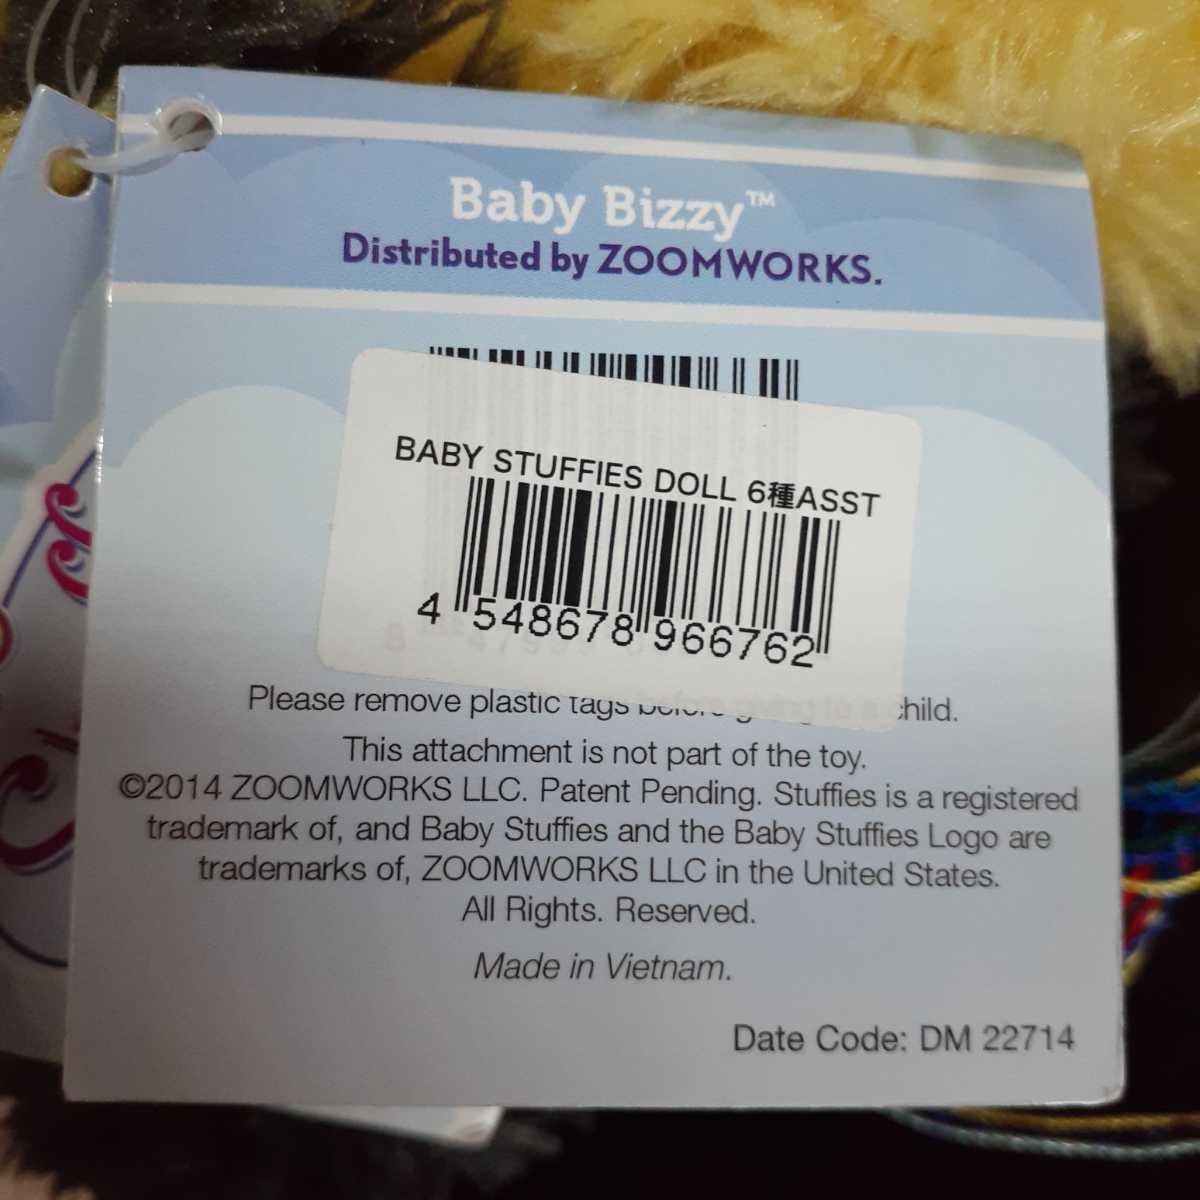 Baby Bizzy™
Distributed by ZOOMWORKS.
BABY STUFFIES DOLL 6種ASST
4 548678 966762
Please remove plastic tags before giving to a child.
This attachment is not part of the toy.
©2014 ZOOMWORKS LLC. Patent Pending. Stuffies is a registered
trademark of, and Baby Stuffies and the Baby Stuffies Logo are
trademarks of, ZOOMWORKS LLC in the United States.
All Rights. Reserved.
Made in Vietnam.
Date Code: DM 22714